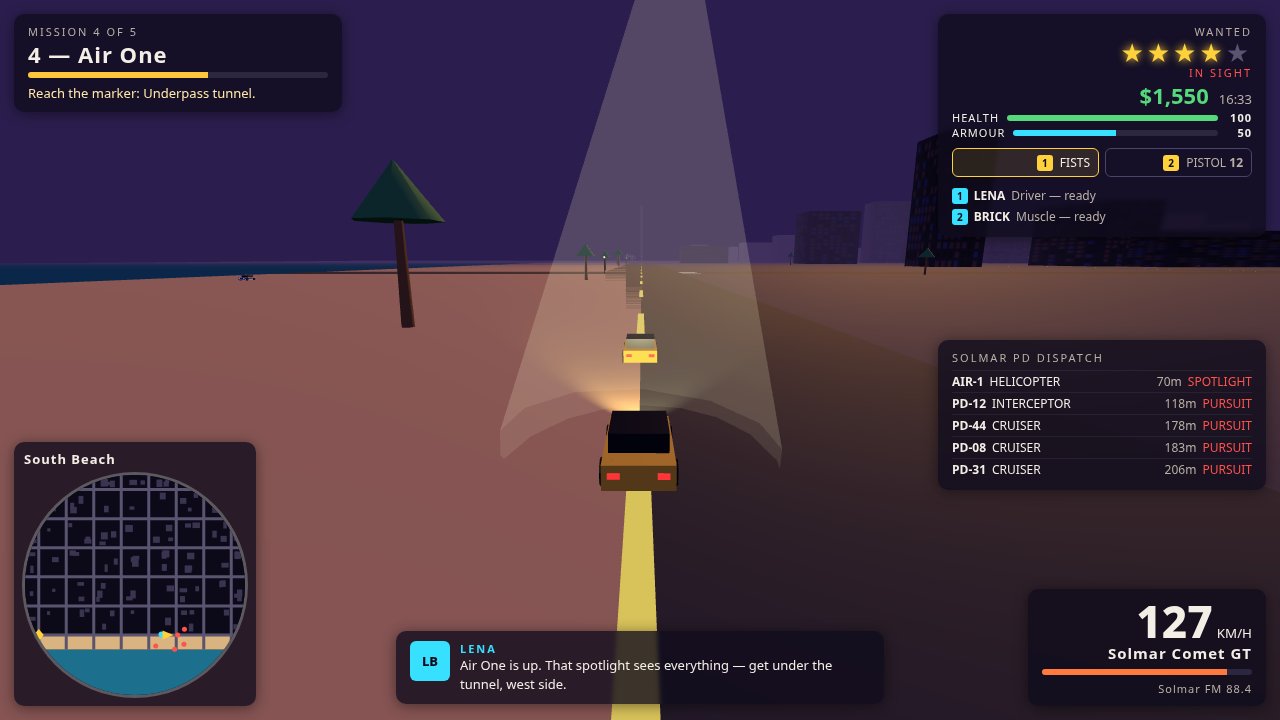 MISSION 4 OF 5
4 — Air One
Reach the marker: Underpass tunnel.
WANTED
★★★★★
IN SIGHT
$1,550 16:33
HEALTH 100
ARMOUR 50
1 FISTS 2 PISTOL 12
1 LENA Driver — ready
2 BRICK Muscle — ready
SOLMAR PD DISPATCH
AIR-1 HELICOPTER 70m SPOTLIGHT
PD-12 INTERCEPTOR 118m PURSUIT
PD-44 CRUISER 178m PURSUIT
PD-08 CRUISER 183m PURSUIT
PD-31 CRUISER 206m PURSUIT
South Beach
LB
LENA
Air One is up. That spotlight sees everything — get under the
tunnel, west side.
127 KM/H
Solmar Comet GT
Solmar FM 88.4